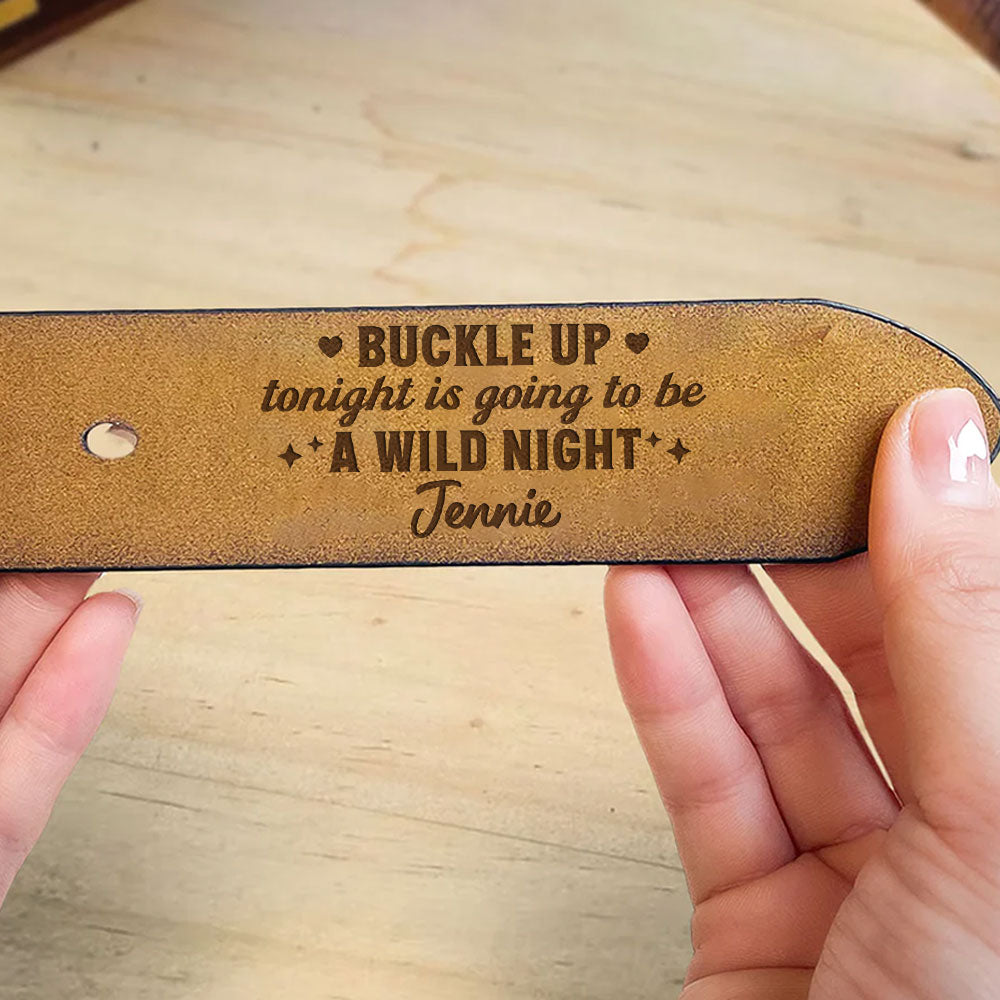 BUCKLE UP
tonight is going to be
A WILD NIGHT
Jennie